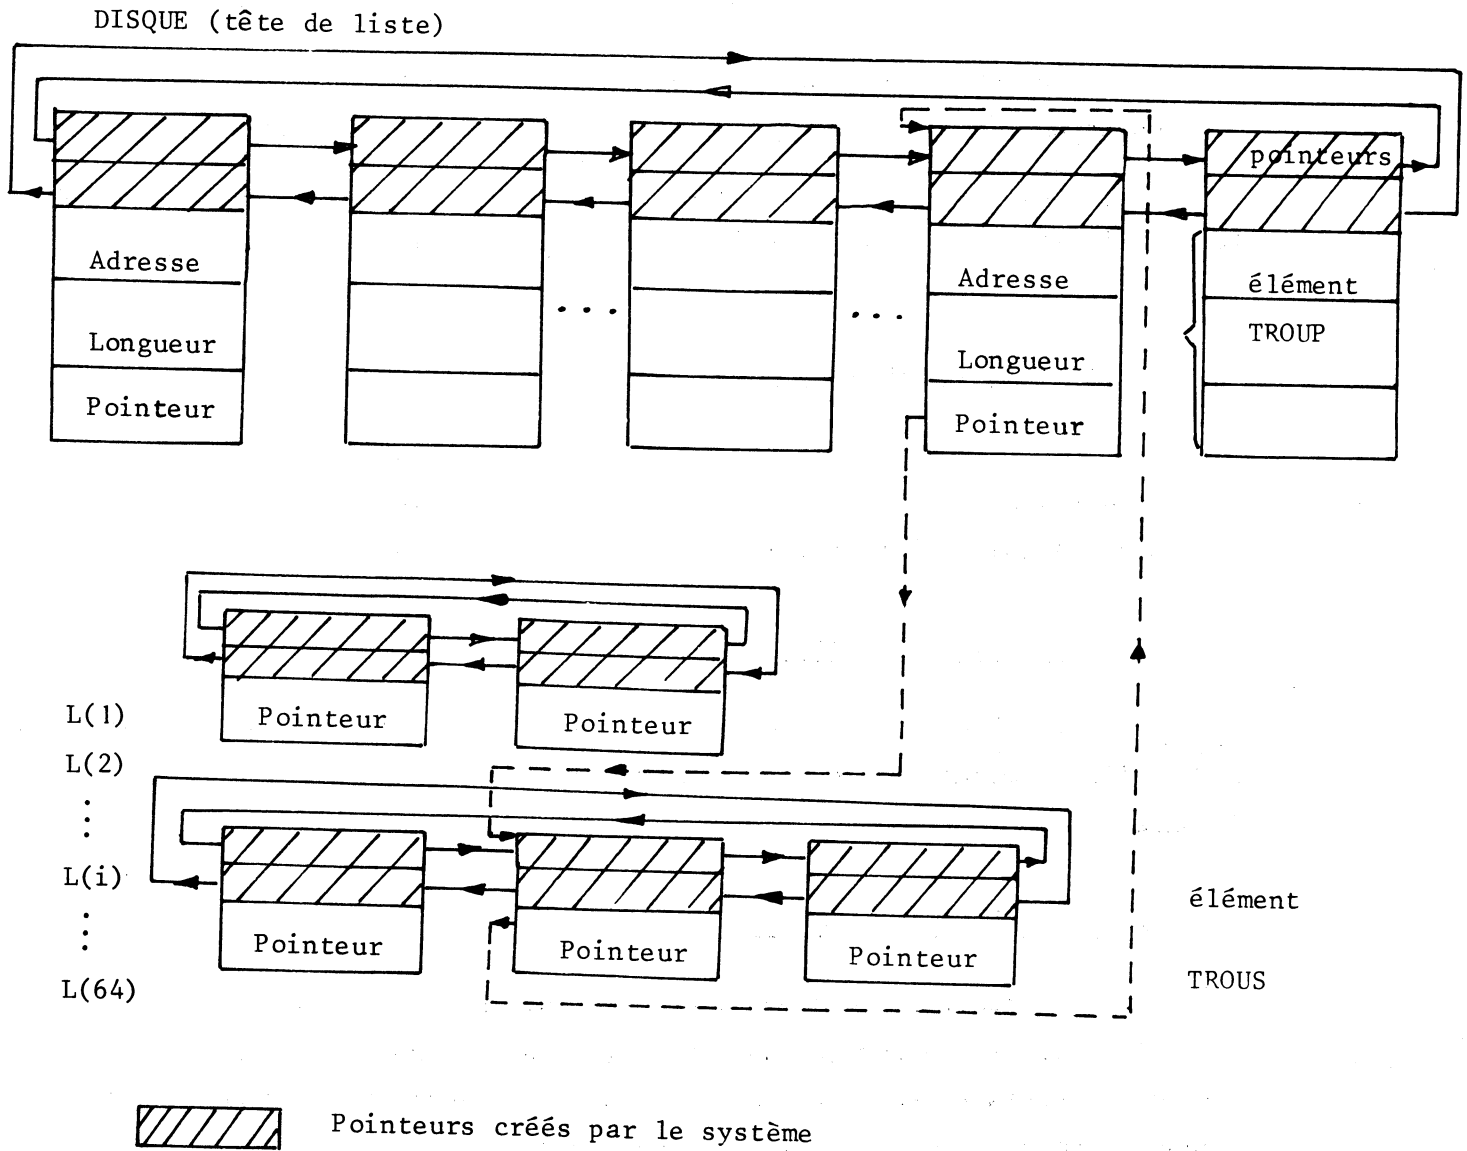 DISQUE (tête de liste)
pointeurs
Adresse
Longueur
Pointeur
Adresse
Longueur
Pointeur
élément
TROUP
L(1)
L(2)
L(i)
L(64)
Pointeur
Pointeur
Pointeur
Pointeur
Pointeur
élément
TROUS
Pointeurs créés par le système